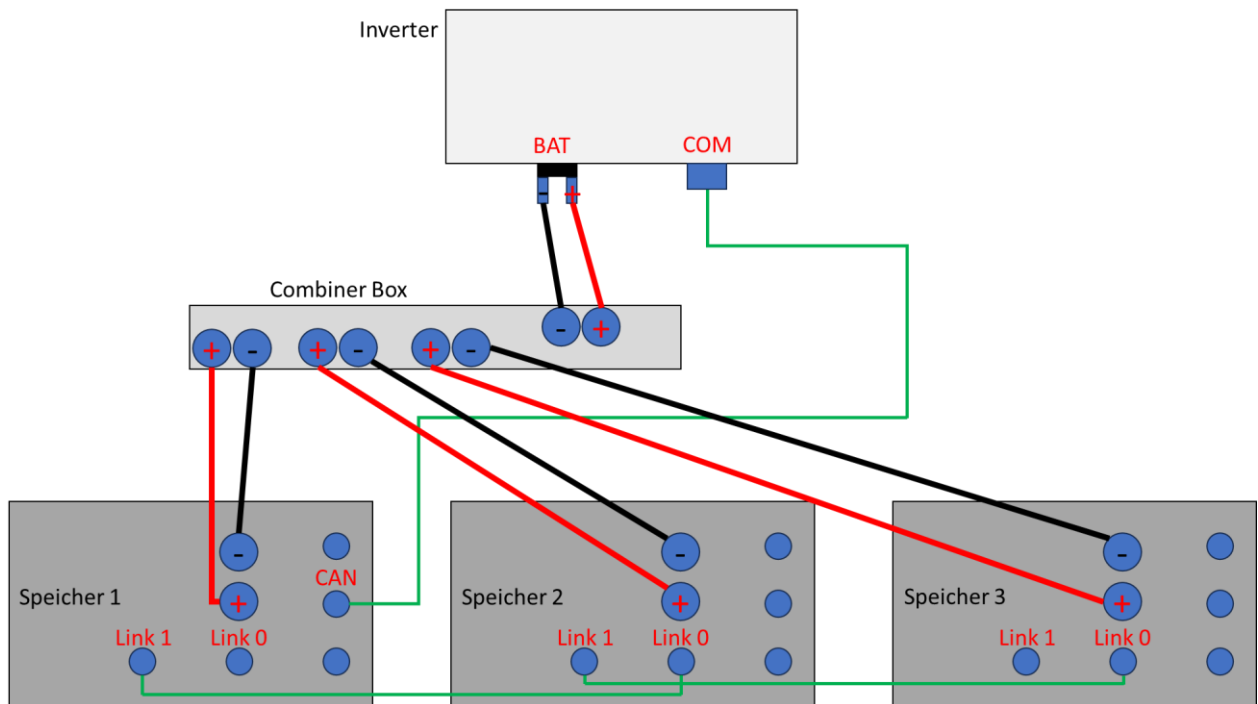 Inverter
BAT COM
- +
Combiner Box
- +
+ - + - + -
- - -
CAN
Speicher 1 + Speicher 2 + Speicher 3 +
Link 1 Link 0 Link 1 Link 0 Link 1 Link 0